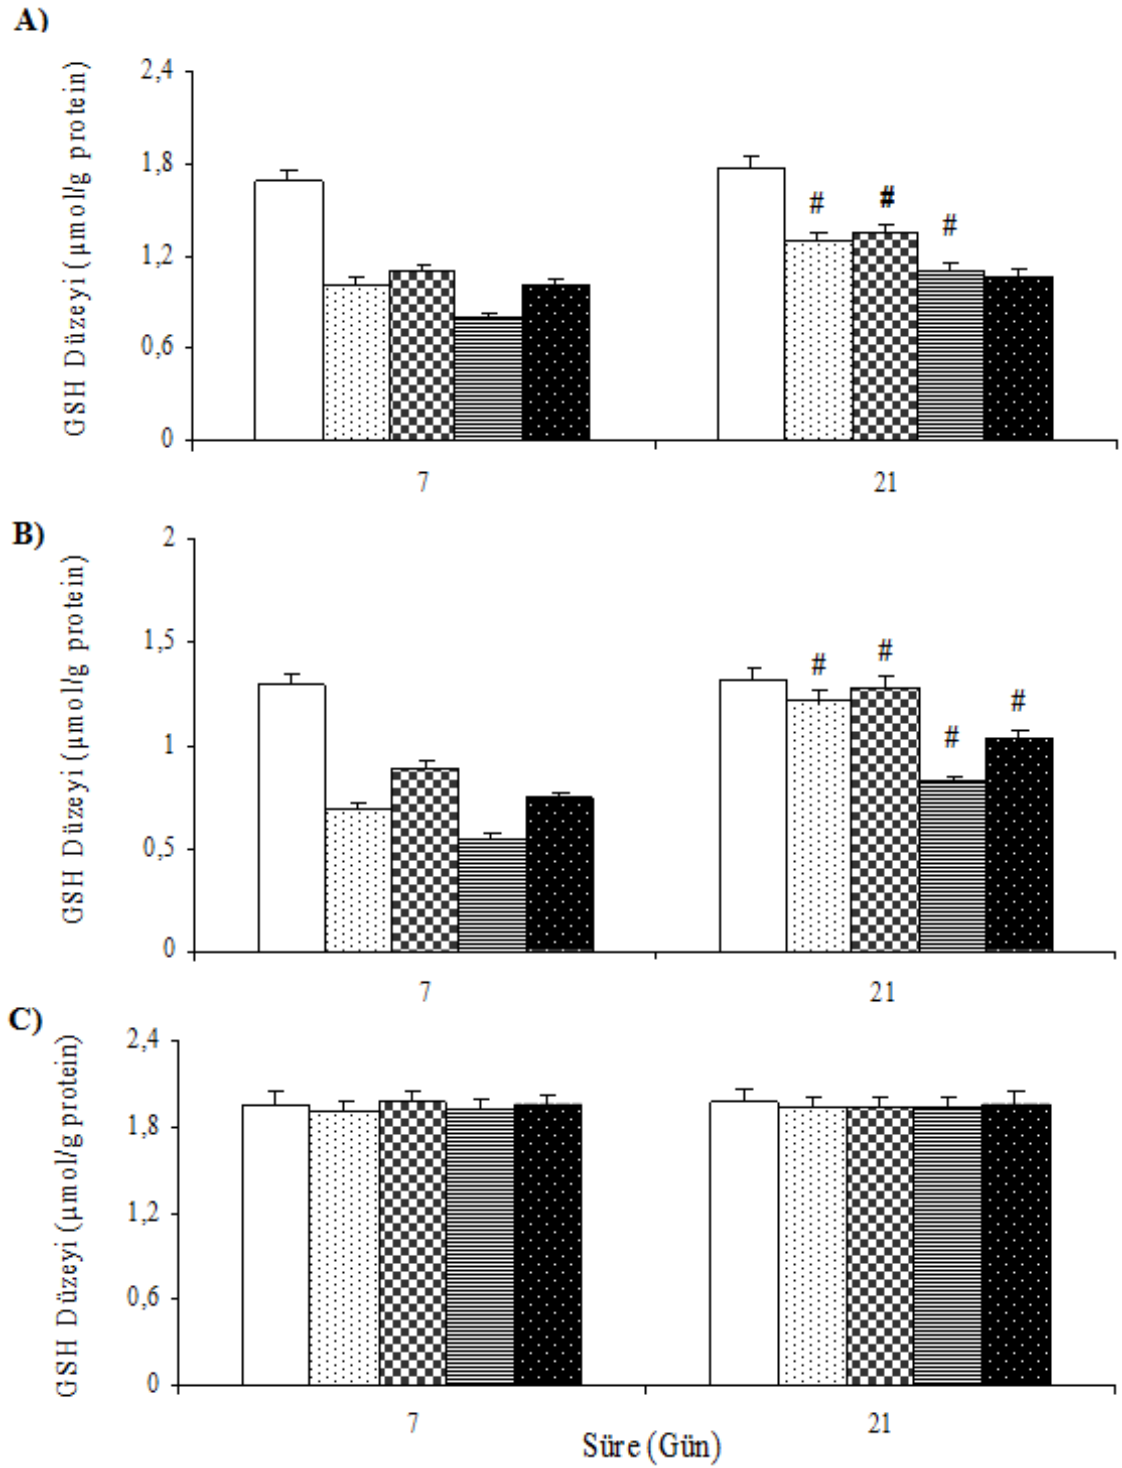 A)
GSH Düzeyi (µmol/g protein)
2,4
1,8
1,2
0,6
0
# # #
7 21
B)
GSH Düzeyi (µmol/g protein)
2
1,5
1
0,5
0
# # # #
7 21
C)
GSH Düzeyi (µmol/g protein)
2,4
1,8
1,2
0,6
0
7 21
Süre (Gün)